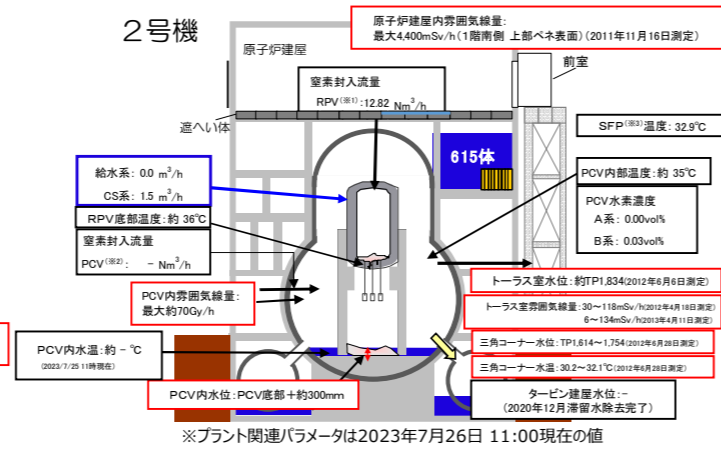 2号機
原子炉建屋内雰囲気線量:
最大4,400mSv/h(1階南側 上部ペネ表面)(2011年11月16日測定)
原子炉建屋
前室
窒素封入流量
RPV(※1):12.82 Nm³/h
遮へい体
SFP(※3)温度: 32.9℃
615体
給水系: 0.0 m³/h
CS系: 1.5 m³/h
PCV内部温度: 約 35℃
PCV水素濃度
A系: 0.00vol%
B系: 0.03vol%
RPV底部温度: 約 36℃
窒素封入流量
PCV(※2): - Nm³/h
トーラス室水位: 約TP1,834(2012年6月6日測定)
PCV内雰囲気線量:
最大約70Gy/h
トーラス室雰囲気線量:30～118mSv/h(2012年4月18日測定)
6～134mSv/h(2013年4月11日測定)
三角コーナー水位: TP1,614～1,754(2012年6月28日測定)
PCV内水温:約 - ℃
(2023/7/25 11時現在)
三角コーナー水温: 30.2～32.1℃(2012年6月28日測定)
PCV内水位:PCV底部+約300mm
タービン建屋水位:-
(2020年12月滞留水除去完了)
※プラント関連パラメータは2023年7月26日 11:00現在の値